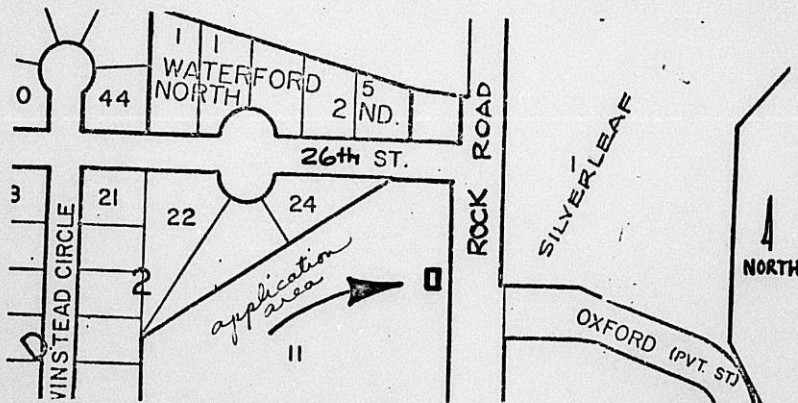 1 1
WATERFORD
NORTH
2 5
ND.
0 44
26th ST.
ROCK ROAD
SILVERLEAF
3 21
22
24
2
WINSTEAD CIRCLE
application
area
11
NORTH
OXFORD (PVT. ST)
D